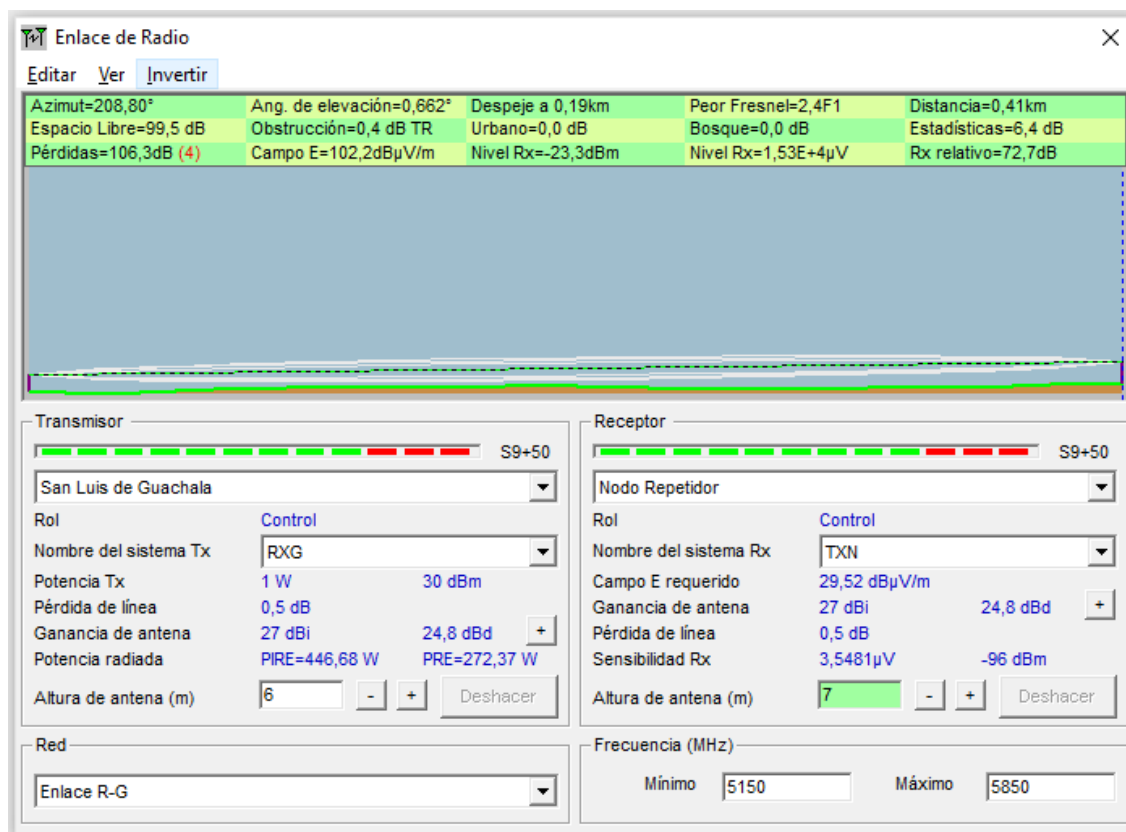 Enlace de Radio
Editar Ver Invertir
Azimut=208,80° Ang. de elevación=0,662° Despeje a 0,19km Peor Fresnel=2,4F1 Distancia=0,41km
Espacio Libre=99,5 dB Obstrucción=0,4 dB TR Urbano=0,0 dB Bosque=0,0 dB Estadísticas=6,4 dB
Pérdidas=106,3dB (4) Campo E=102,2dBµV/m Nivel Rx=-23,3dBm Nivel Rx=1,53E+4µV Rx relativo=72,7dB
Transmisor
S9+50
San Luis de Guachala
Rol Control
Nombre del sistema Tx RXG
Potencia Tx 1 W 30 dBm
Pérdida de línea 0,5 dB
Ganancia de antena 27 dBi 24,8 dBd +
Potencia radiada PIRE=446,68 W PRE=272,37 W
Altura de antena (m) 6 - + Deshacer
Red
Enlace R-G
Receptor
S9+50
Nodo Repetidor
Rol Control
Nombre del sistema Rx TXN
Campo E requerido 29,52 dBµV/m
Ganancia de antena 27 dBi 24,8 dBd +
Pérdida de línea 0,5 dB
Sensibilidad Rx 3,5481µV -96 dBm
Altura de antena (m) 7 - + Deshacer
Frecuencia (MHz)
Mínimo 5150 Máximo 5850